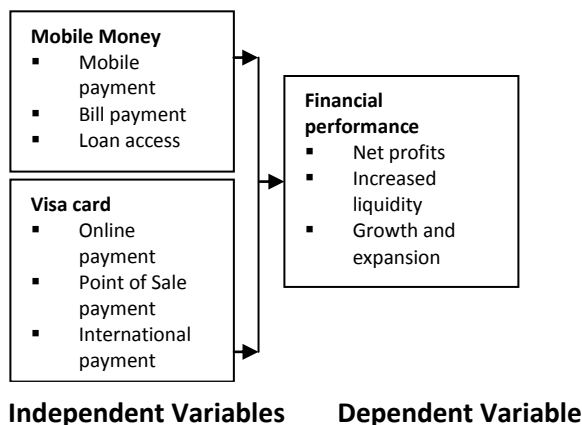 Mobile Money
▪ Mobile
payment
▪ Bill payment
▪ Loan access
Visa card
▪ Online
payment
▪ Point of Sale
payment
▪ International
payment
Financial
performance
▪ Net profits
▪ Increased
liquidity
▪ Growth and
expansion
Independent Variables
Dependent Variable